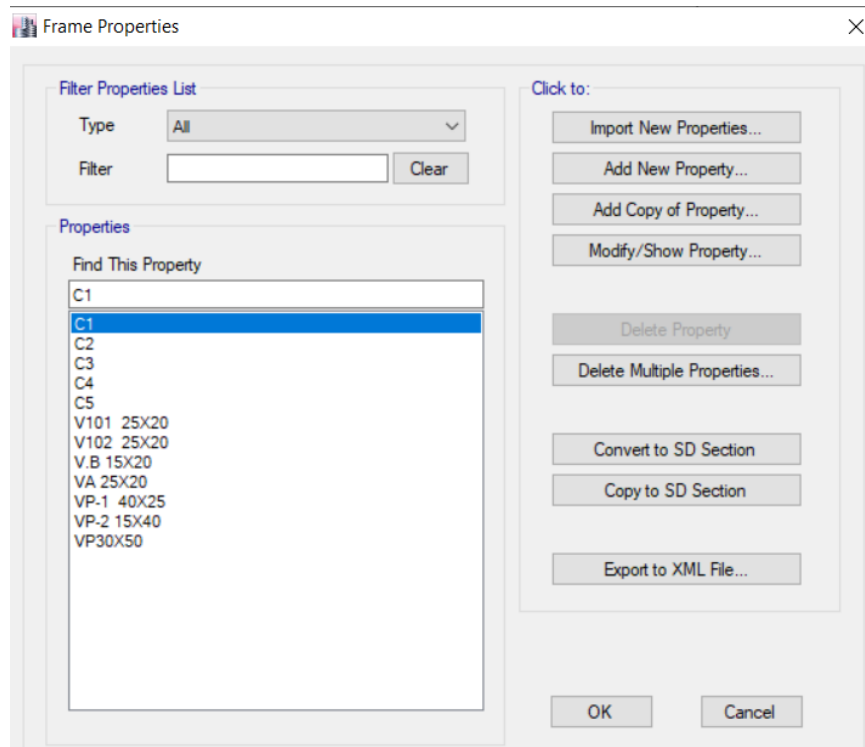 Frame Properties
Filter Properties List
Type All
Filter Clear
Properties
Find This Property
C1
C1
C2
C3
C4
C5
V101 25X20
V102 25X20
V.B 15X20
VA 25X20
VP-1 40X25
VP-2 15X40
VP30X50
Click to:
Import New Properties...
Add New Property...
Add Copy of Property...
Modify/Show Property...
Delete Property
Delete Multiple Properties...
Convert to SD Section
Copy to SD Section
Export to XML File...
OK Cancel